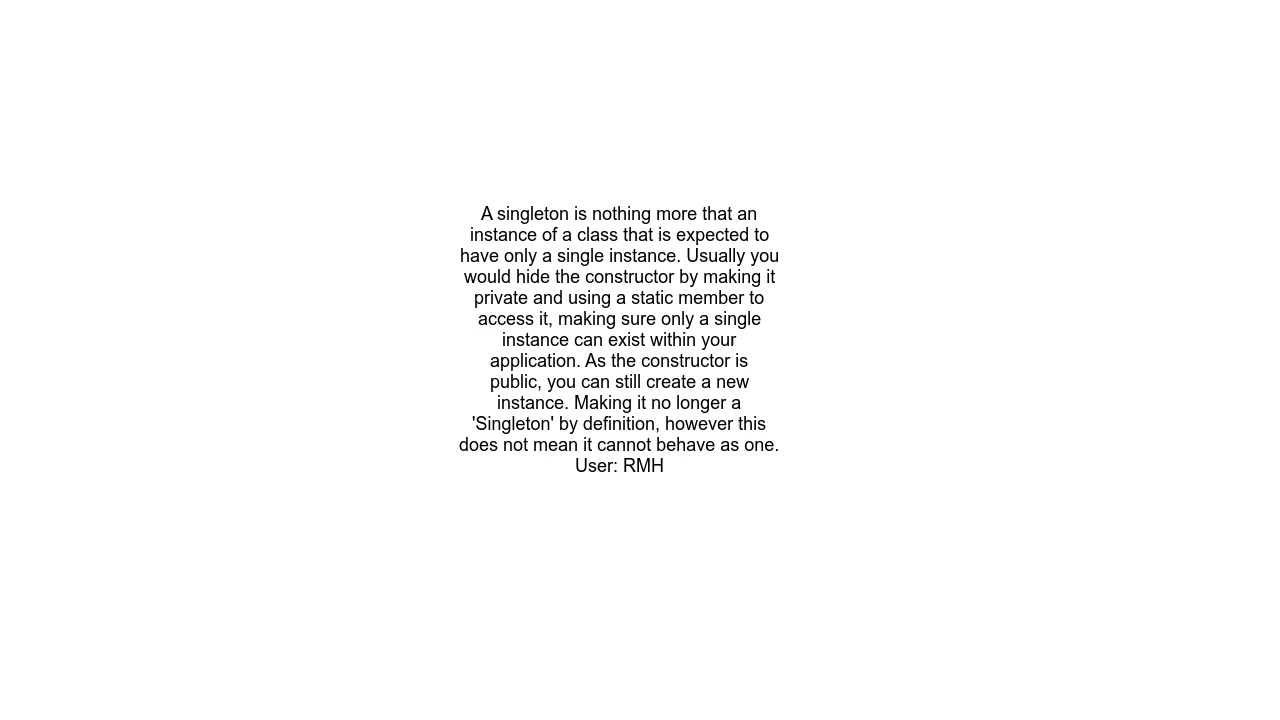 A singleton is nothing more that an
instance of a class that is expected to
have only a single instance. Usually you
would hide the constructor by making it
private and using a static member to
access it, making sure only a single
instance can exist within your
application. As the constructor is
public, you can still create a new
instance. Making it no longer a
'Singleton' by definition, however this
does not mean it cannot behave as one.
User: RMH